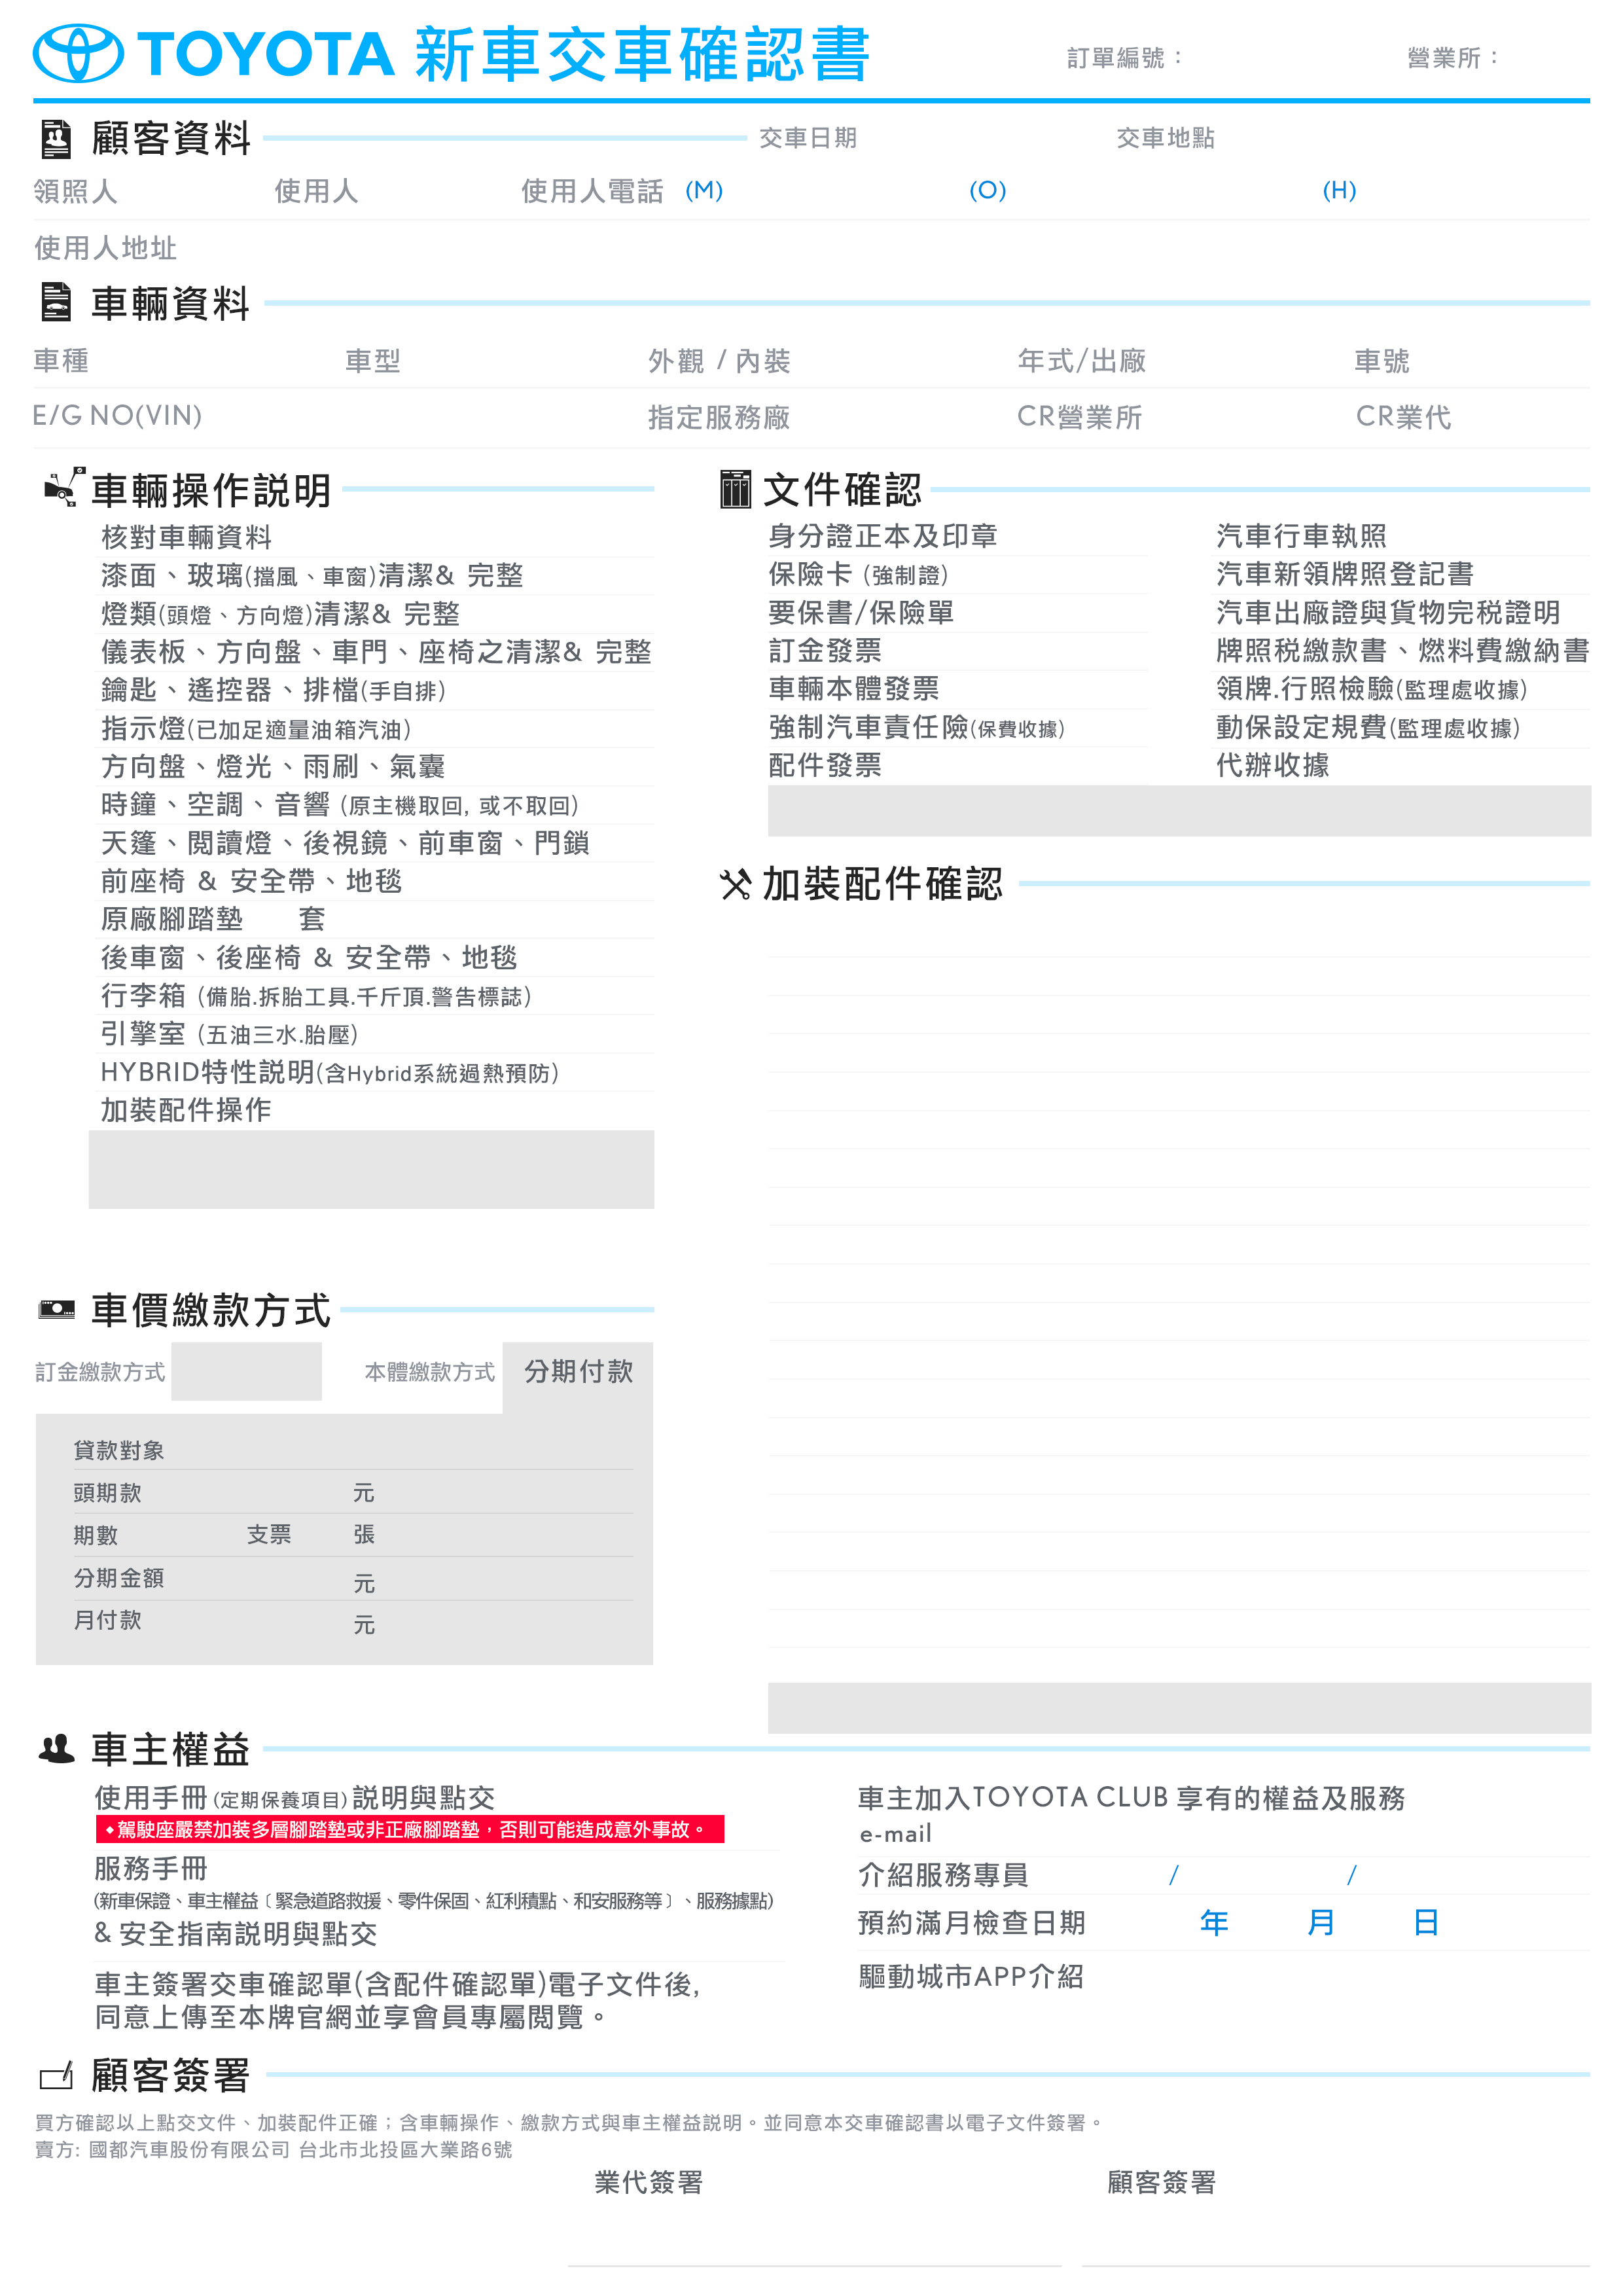 TOYOTA 新車交車確認書 訂單編號： 營業所：
顧客資料 交車日期 交車地點
領照人 使用人 使用人電話 (M) (O) (H)
使用人地址
車輛資料
車種 車型 外觀 / 內裝 年式/出廠 車號
E/G NO(VIN) 指定服務廠 CR營業所 CR業代
車輛操作說明
核對車輛資料
漆面、玻璃(擋風、車窗)清潔& 完整
燈類(頭燈、方向燈)清潔& 完整
儀表板、方向盤、車門、座椅之清潔& 完整
鑰匙、遙控器、排檔(手自排)
指示燈(已加足適量油箱汽油)
方向盤、燈光、雨刷、氣囊
時鐘、空調、音響 (原主機取回, 或不取回)
天篷、閱讀燈、後視鏡、前車窗、門鎖
前座椅 & 安全帶、地毯
原廠腳踏墊 套
後車窗、後座椅 & 安全帶、地毯
行李箱 (備胎.拆胎工具.千斤頂.警告標誌)
引擎室 (五油三水.胎壓)
HYBRID特性說明(含Hybrid系統過熱預防)
加裝配件操作
文件確認
身分證正本及印章
保險卡 (強制證)
要保書/保險單
訂金發票
車輛本體發票
強制汽車責任險(保費收據)
配件發票
汽車行車執照
汽車新領牌照登記書
汽車出廠證與貨物完稅證明
牌照稅繳款書、燃料費繳納書
領牌.行照檢驗(監理處收據)
動保設定規費(監理處收據)
代辦收據
加裝配件確認
車價繳款方式
訂金繳款方式 本體繳款方式 分期付款
貸款對象
頭期款 元
期數 支票 張
分期金額 元
月付款 元
車主權益
使用手冊(定期保養項目)說明與點交
◆駕駛座嚴禁加裝多層腳踏墊或非正廠腳踏墊，否則可能造成意外事故。
服務手冊
(新車保證、車主權益〔緊急道路救援、零件保固、紅利積點、和安服務等〕、服務據點)
& 安全指南說明與點交
車主簽署交車確認單(含配件確認單)電子文件後,
同意上傳至本牌官網並享會員專屬閱覽。
車主加入TOYOTA CLUB 享有的權益及服務
e-mail
介紹服務專員 / /
預約滿月檢查日期 年 月 日
驅動城市APP介紹
顧客簽署
買方確認以上點交文件、加裝配件正確；含車輛操作、繳款方式與車主權益說明。並同意本交車確認書以電子文件簽署。
賣方: 國都汽車股份有限公司 台北市北投區大業路6號
業代簽署 顧客簽署